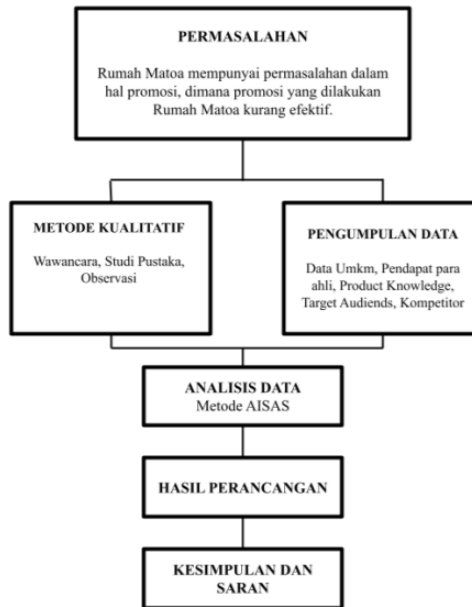 PERMASALAHAN
Rumah Matoa mempunyai permasalahan dalam
hal promosi, dimana promosi yang dilakukan
Rumah Matoa kurang efektif.
METODE KUALITATIF
Wawancara, Studi Pustaka,
Observasi
PENGUMPULAN DATA
Data Umkm, Pendapat para
ahli, Product Knowledge,
Target Audiends, Kompetitor
ANALISIS DATA
Metode AISAS
HASIL PERANCANGAN
KESIMPULAN DAN
SARAN